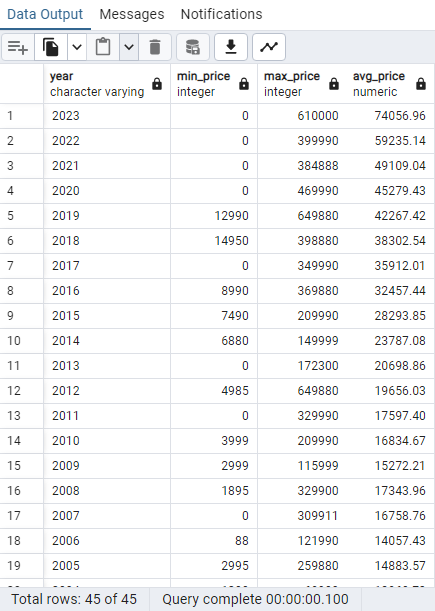 Data Output Messages Notifications
year min_price max_price avg_price
character varying integer integer numeric
1 2023 0 610000 74056.96
2 2022 0 399990 59235.14
3 2021 0 384888 49109.04
4 2020 0 469990 45279.43
5 2019 12990 649880 42267.42
6 2018 14950 398880 38302.54
7 2017 0 349990 35912.01
8 2016 8990 369880 32457.44
9 2015 7490 209990 28293.85
10 2014 6880 149999 23787.08
11 2013 0 172300 20698.86
12 2012 4985 649880 19656.03
13 2011 0 329990 17597.40
14 2010 3999 209990 16834.67
15 2009 2999 115999 15272.21
16 2008 1895 329900 17343.96
17 2007 0 309911 16758.76
18 2006 88 121990 14057.43
19 2005 2995 259880 14883.57
Total rows: 45 of 45 Query complete 00:00:00.100